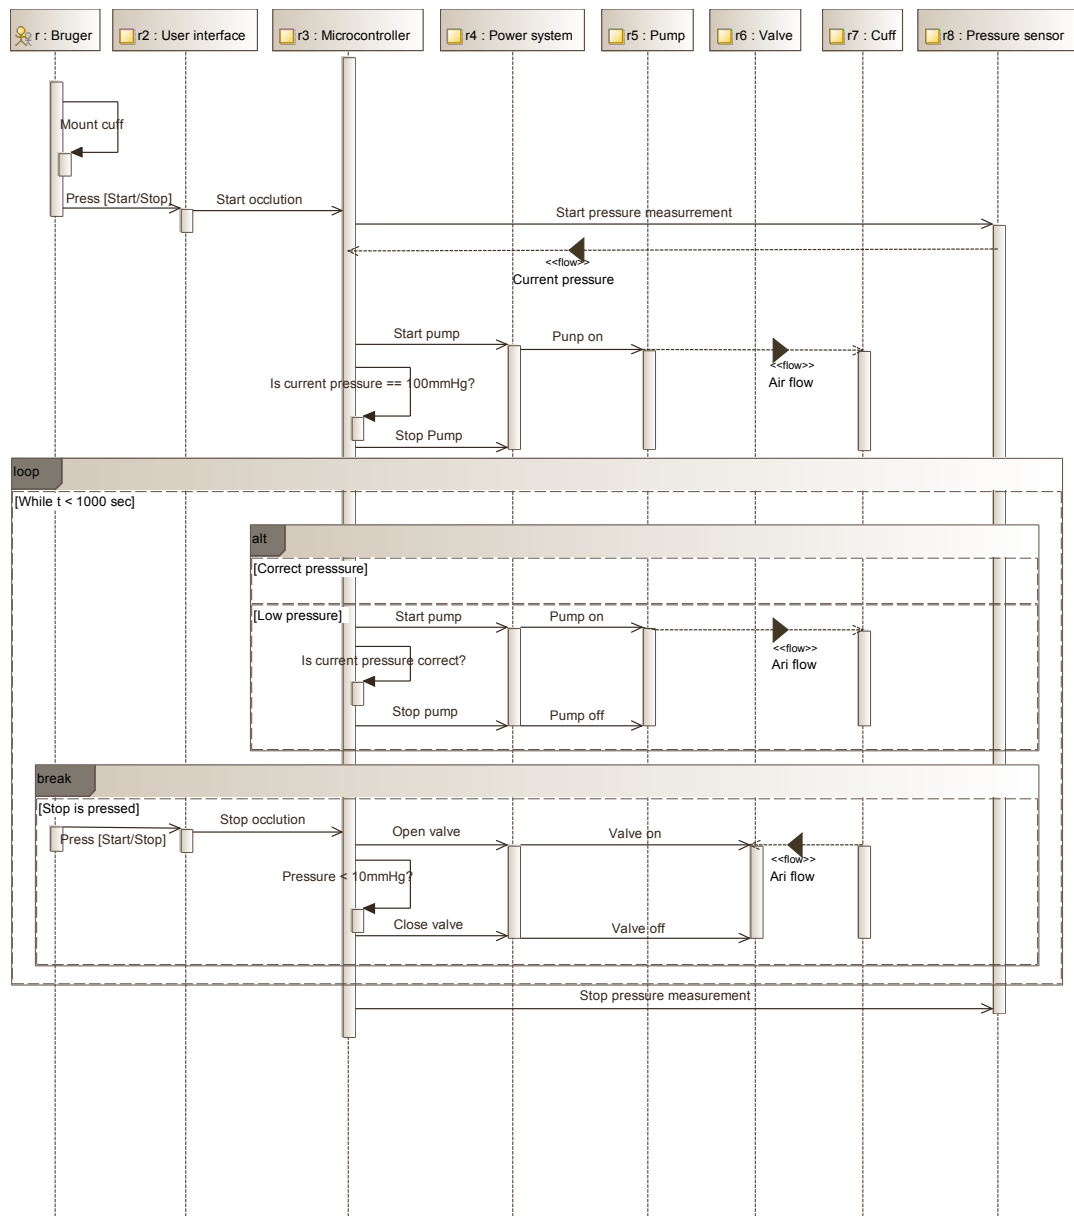 r : Bruger
r2 : User interface
r3 : Microcontroller
r4 : Power system
r5 : Pump
r6 : Valve
r7 : Cuff
r8 : Pressure sensor
Mount cuff
Press [Start/Stop]
Start occlution
Start pressure measurrement
<<flow>>
Current pressure
Start pump
Punp on
<<flow>>
Air flow
Is current pressure == 100mmHg?
Stop Pump
loop
[While t < 1000 sec]
alt
[Correct presssure]
[Low pressure]
Start pump
Pump on
<<flow>>
Ari flow
Is current pressure correct?
Stop pump
Pump off
break
[Stop is pressed]
Press [Start/Stop]
Stop occlution
Open valve
Valve on
<<flow>>
Ari flow
Pressure < 10mmHg?
Close valve
Valve off
Stop pressure measurement